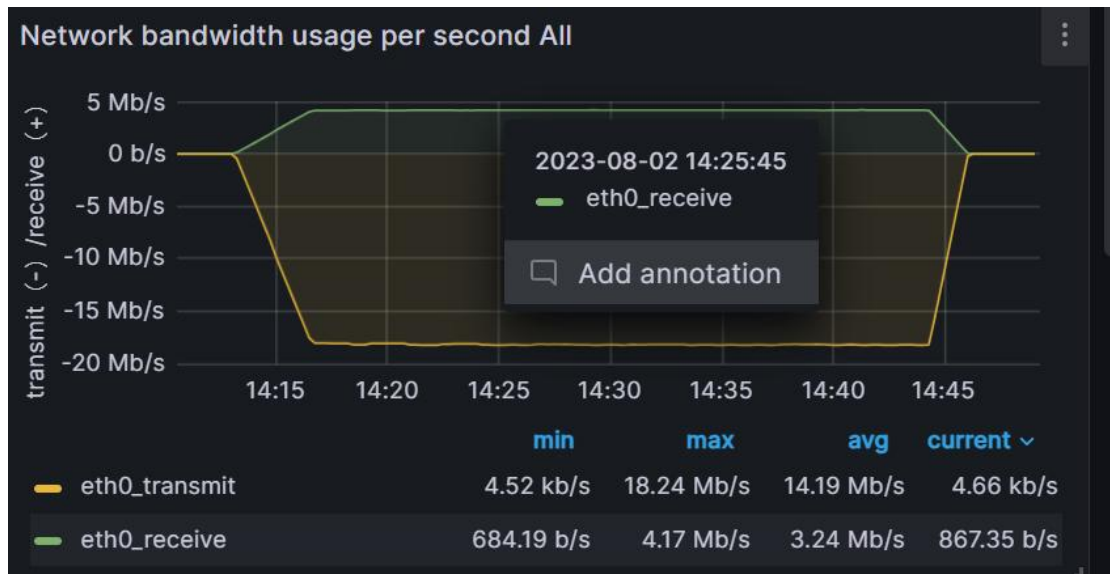 Network bandwidth usage per second All
transmit (-) /receive (+)
5 Mb/s
0 b/s
-5 Mb/s
-10 Mb/s
-15 Mb/s
-20 Mb/s
2023-08-02 14:25:45
eth0_receive
Add annotation
14:15 14:20 14:25 14:30 14:35 14:40 14:45
min max avg current
eth0_transmit 4.52 kb/s 18.24 Mb/s 14.19 Mb/s 4.66 kb/s
eth0_receive 684.19 b/s 4.17 Mb/s 3.24 Mb/s 867.35 b/s